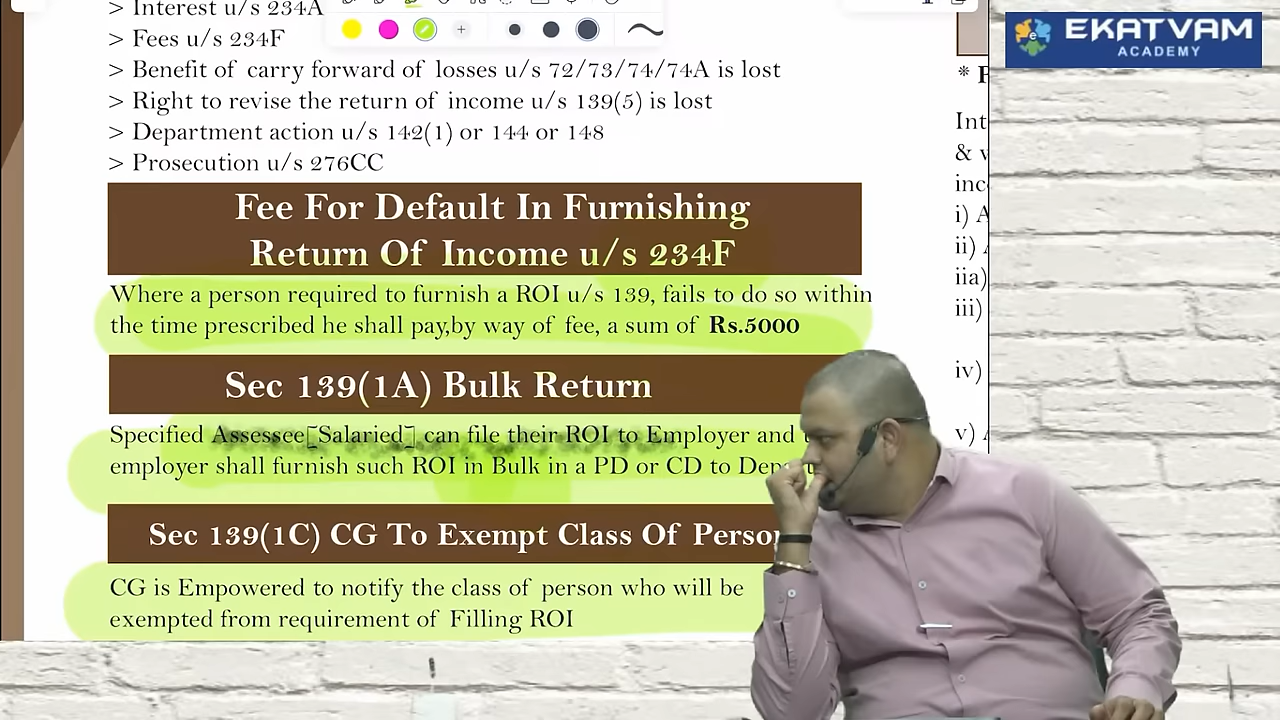 > Interest u/s 234A
> Fees u/s 234F
> Benefit of carry forward of losses u/s 72/73/74/74A is lost
> Right to revise the return of income u/s 139(5) is lost
> Department action u/s 142(1) or 144 or 148
> Prosecution u/s 276CC
Fee For Default In Furnishing
Return Of Income u/s 234F
Where a person required to furnish a ROI u/s 139, fails to do so within
the time prescribed he shall pay,by way of fee, a sum of Rs.5000
Sec 139(1A) Bulk Return
Specified Assessee[Salaried] can file their ROI to Employer and
employer shall furnish such ROI in Bulk in a PD or CD to
Sec 139(1C) CG To Exempt Class Of
CG is Empowered to notify the class of person who will be
exempted from requirement of Filling ROI
EKATVAM
ACADEMY
*
Int
&
i)
ii)
iia)
iii)
iv)
v)